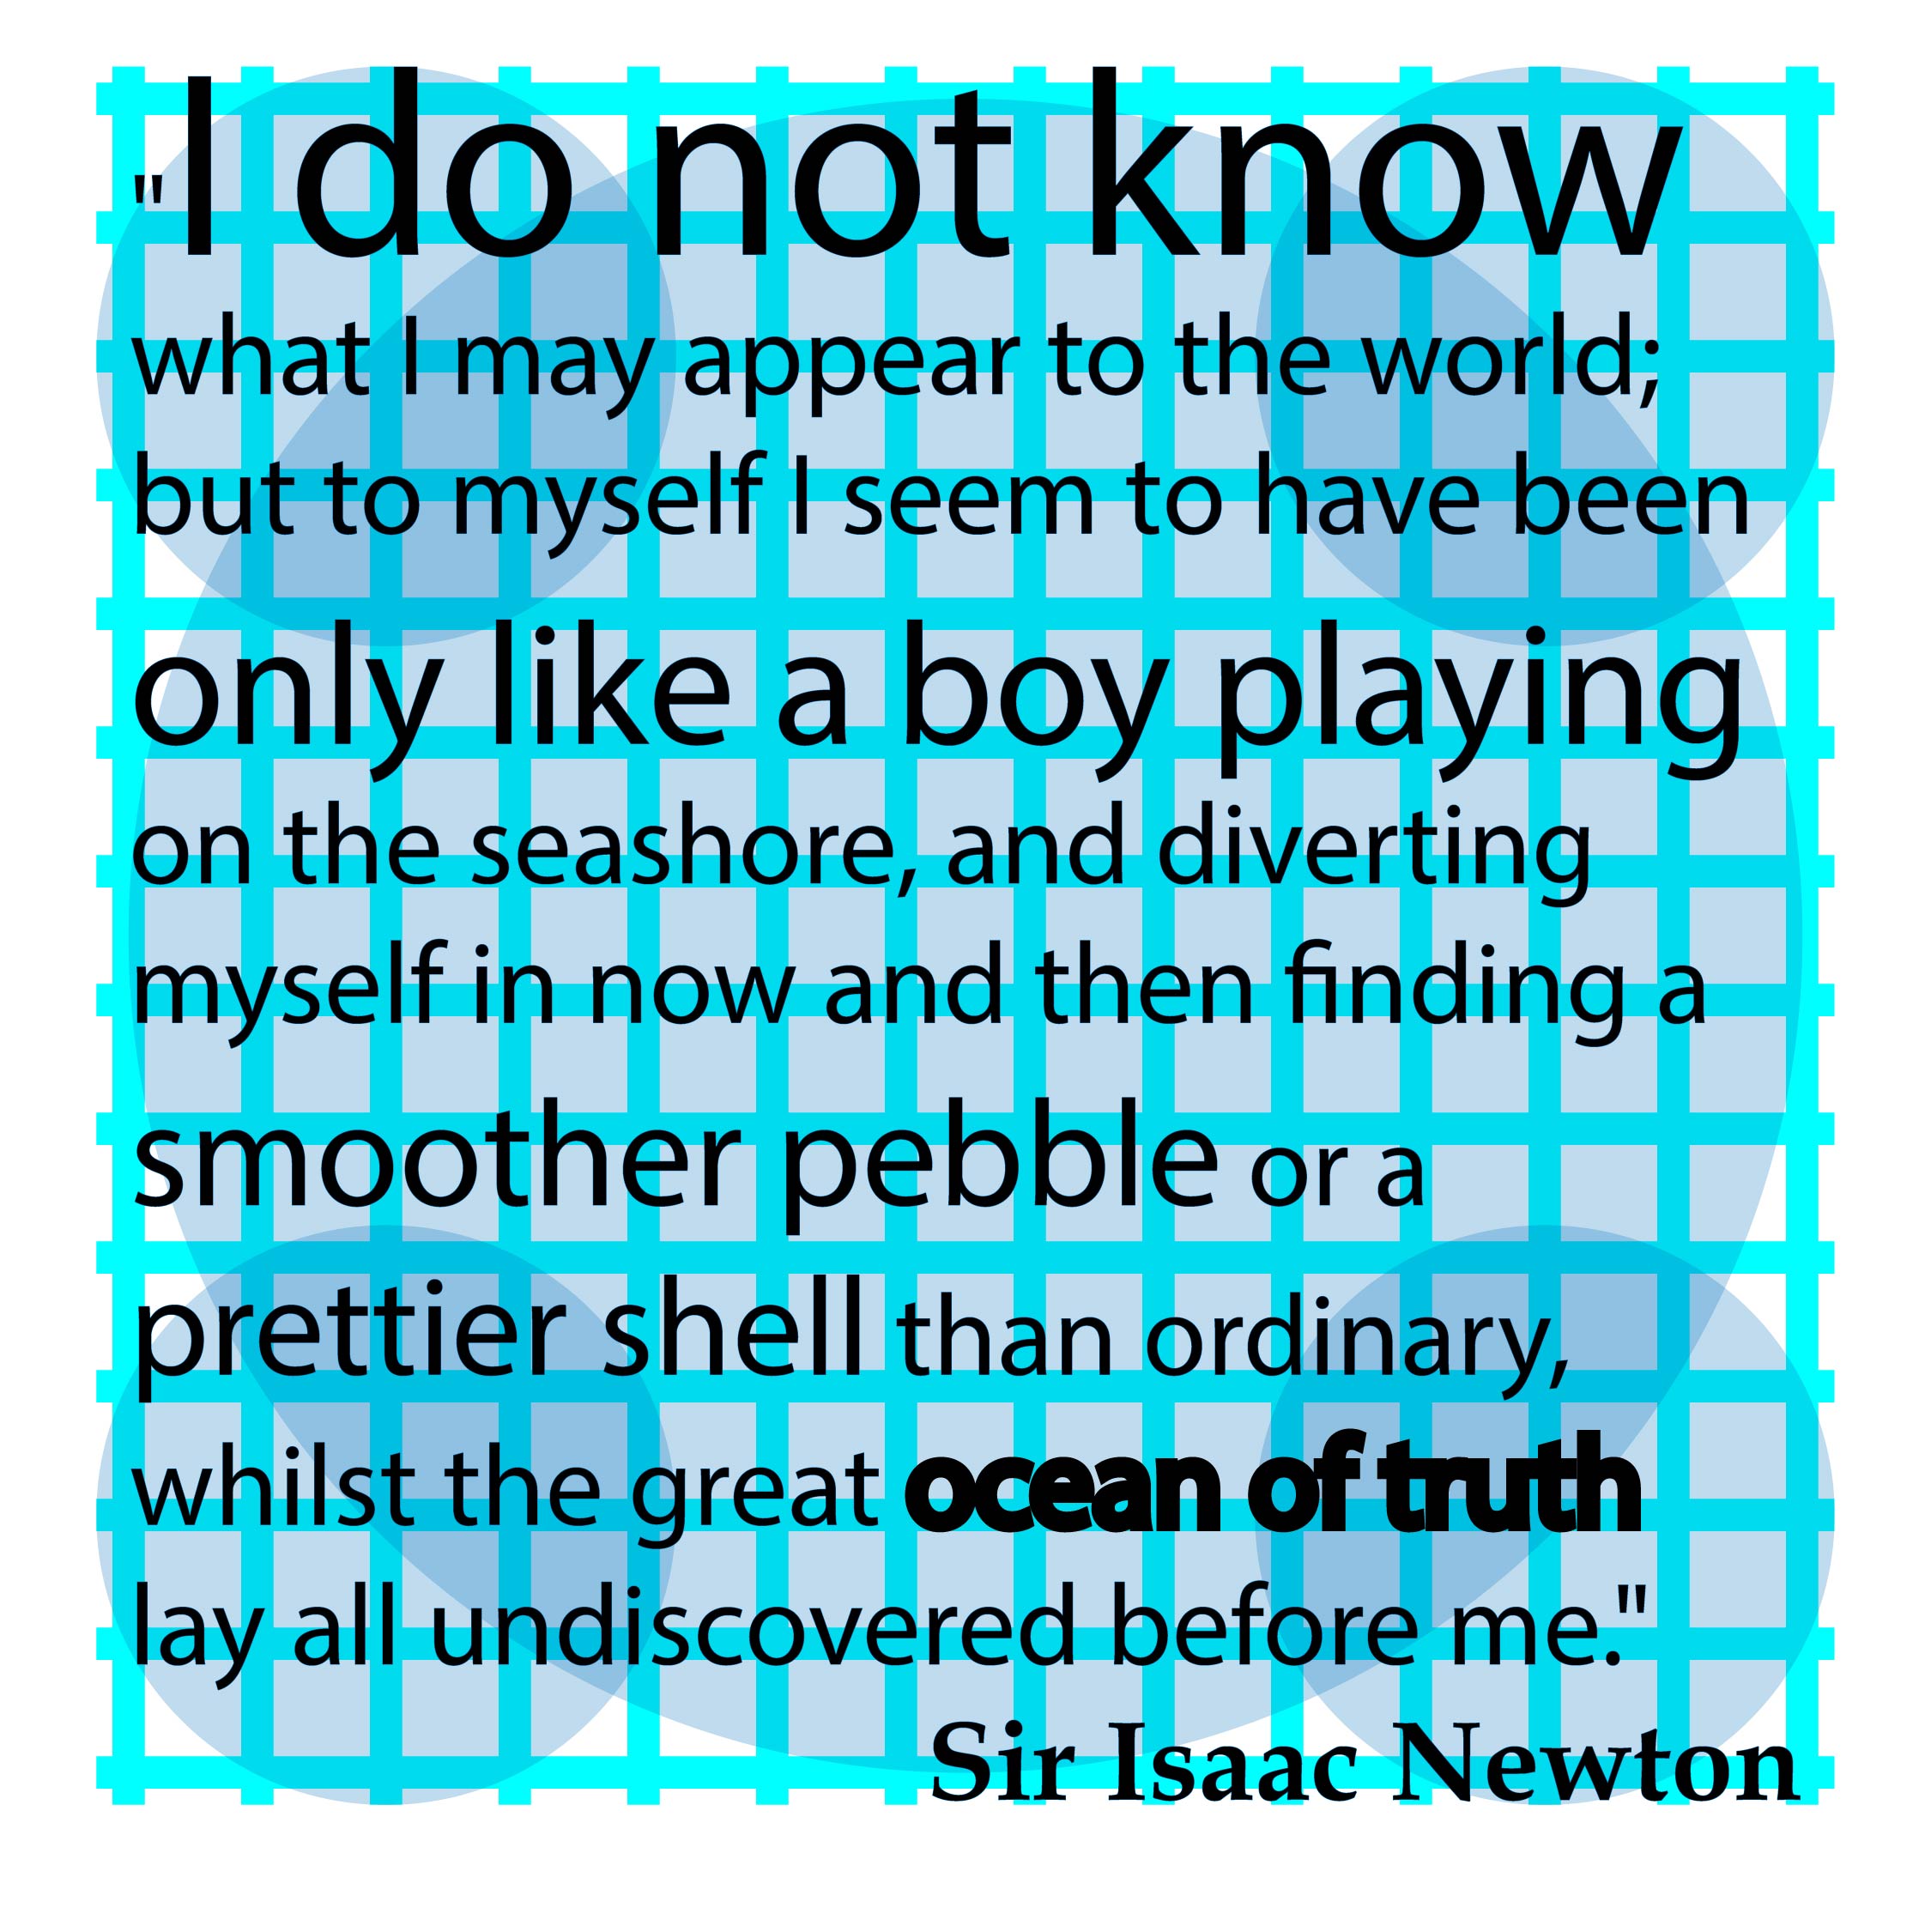 "I do not know
what I may appear to the world;
but to myself I seem to have been
only like a boy playing
on the seashore, and diverting
myself in now and then finding a
smoother pebble or a
prettier shell than ordinary,
whilst the great ocean of truth
lay all undiscovered before me."
Sir Isaac Newton